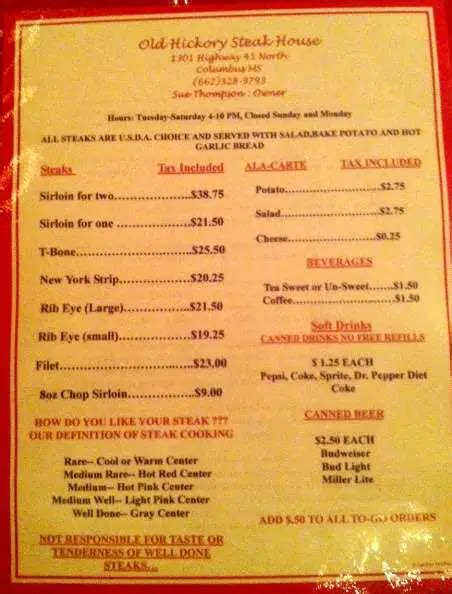 Old Hickory Steak House
1301 Highway 45 North
Columbus MS
(662)328-9793
Sue Thompson : Owner
Hours: Tuesday-Saturday 4-10 PM, Closed Sunday and Monday
ALL STEAKS ARE U.S.D.A. CHOICE AND SERVED WITH SALAD,BAKE POTATO AND HOT
GARLIC BREAD
Steaks Tax Included
Sirloin for two.......................$38.75
Sirloin for one .....................$21.50
T-Bone..............................$25.50
New York Strip...................$20.25
Rib Eye (Large)..................$21.50
Rib Eye (small)..................$19.25
Filet..................................$23.00
8oz Chop Sirloin.................$9.00
HOW DO YOU LIKE YOUR STEAK ???
OUR DEFINITION OF STEAK COOKING
Rare-- Cool or Warm Center
Medium Rare-- Hot Red Center
Medium-- Hot Pink Center
Medium Well-- Light Pink Center
Well Done-- Gray Center
NOT RESPONSIBLE FOR TASTE OR
TENDERNESS OF WELL DONE
STEAKS...
ALA-CARTE TAX INCLUDED
Potato..............................$2.75
Salad...............................$2.75
Cheese.............................$0.25
BEVERAGES
Tea Sweet or Un-Sweet.......$1.50
Coffee..............................$1.50
Soft Drinks
CANNED DRINKS NO FREE REFILLS
$ 1.25 EACH
Pepsi, Coke, Sprite, Dr. Pepper Diet
Coke
CANNED BEER
$2.50 EACH
Budweiser
Bud Light
Miller Lite
ADD $.50 TO ALL TO-GO ORDERS